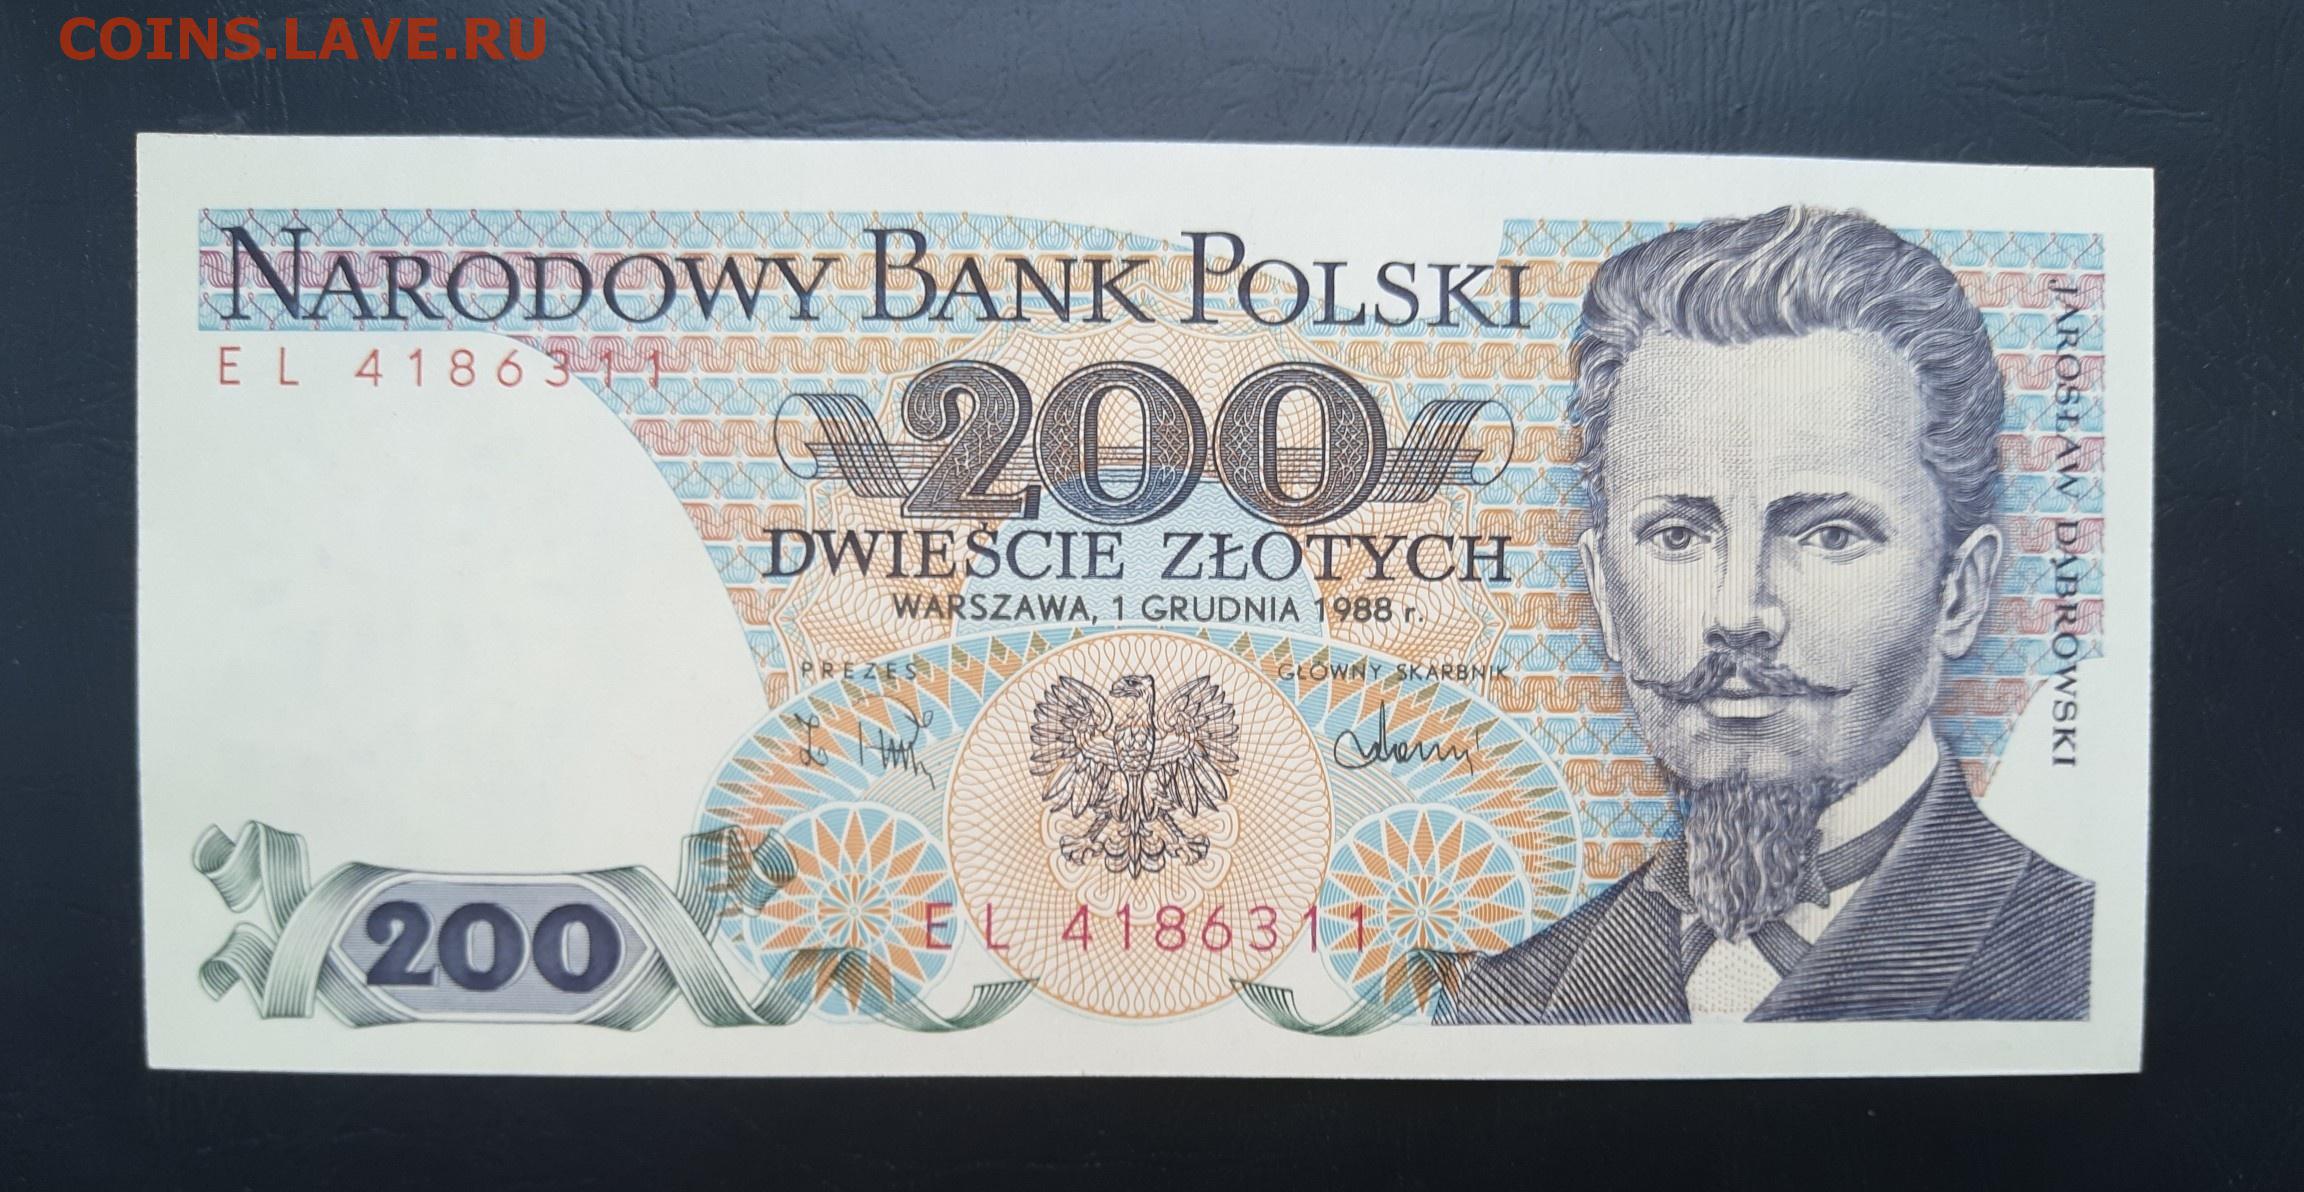 COINS.LAVE.RU
NARODOWY BANK POLSKI
EL 4186311
200
DWIEŚCIE ZŁOTYCH
WARSZAWA, 1 GRUDNIA 1988 r.
PREZES
GŁÓWNY SKARBNIK
EL 4186311
200
JAROSŁAW DĄBROWSKI